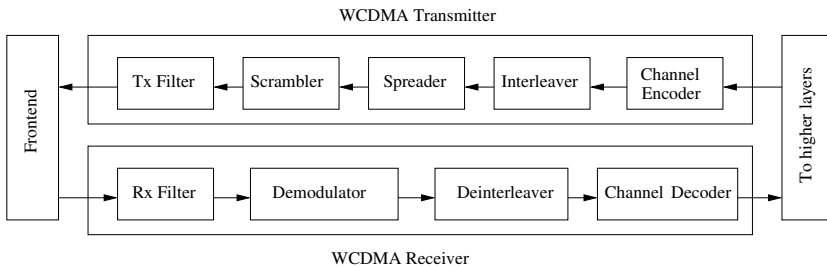 WCDMA Transmitter
Frontend
Tx Filter
Scrambler
Spreader
Interleaver
Channel
Encoder
To higher layers
Rx Filter
Demodulator
Deinterleaver
Channel Decoder
WCDMA Receiver